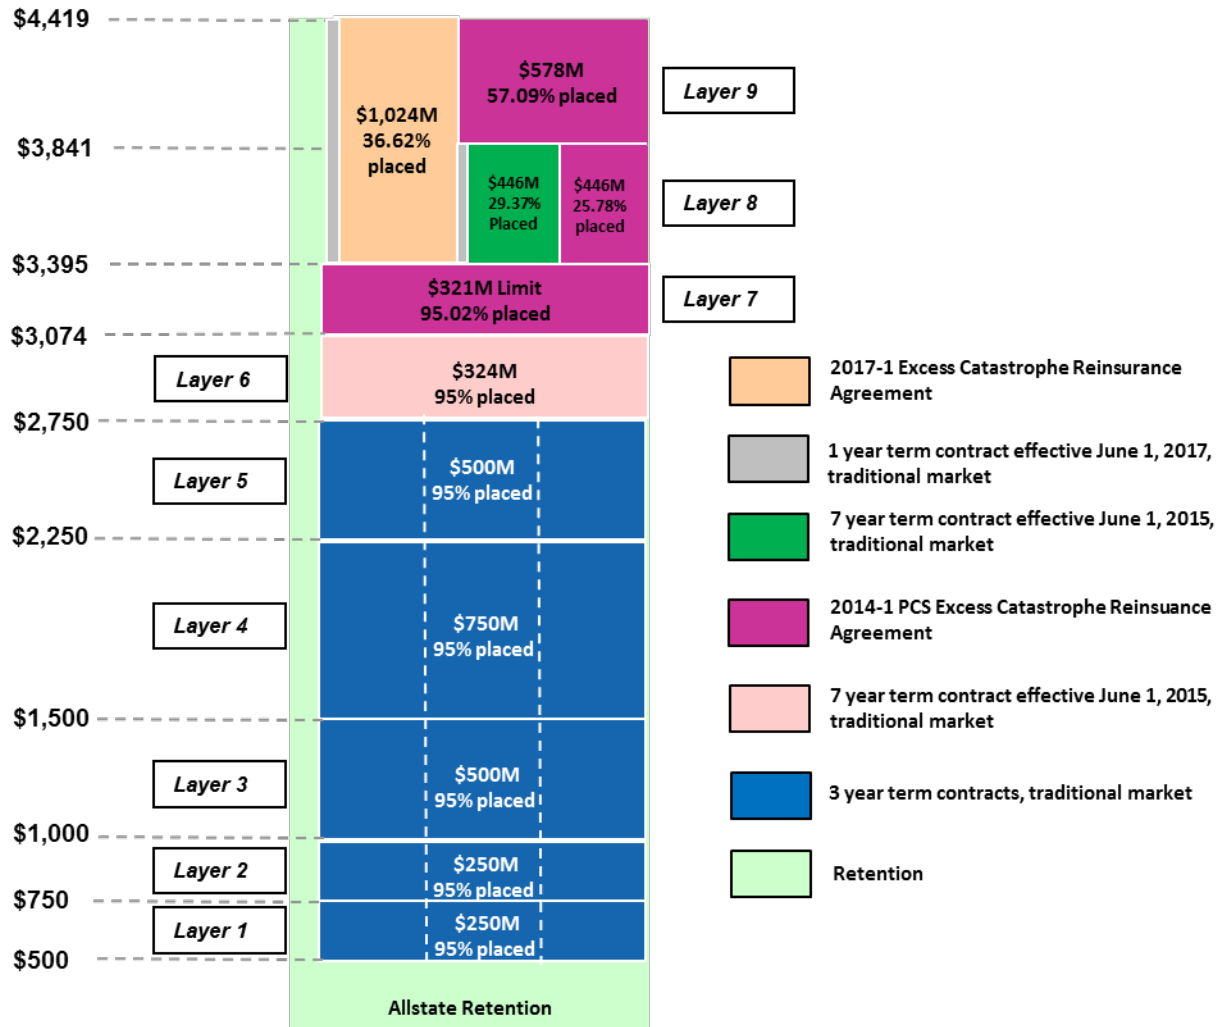 $4,419
$578M
57.09% placed
Layer 9
$1,024M
36.62%
placed
$3,841
$446M
29.37%
Placed
$446M
25.78%
placed
Layer 8
$3,395
$321M Limit
95.02% placed
Layer 7
$3,074
Layer 6
$324M
95% placed
$2,750
Layer 5
$500M
95% placed
$2,250
Layer 4
$750M
95% placed
$1,500
Layer 3
$500M
95% placed
$1,000
Layer 2
$250M
95% placed
$750
Layer 1
$250M
95% placed
$500
Allstate Retention
2017-1 Excess Catastrophe Reinsurance
Agreement
1 year term contract effective June 1, 2017,
traditional market
7 year term contract effective June 1, 2015,
traditional market
2014-1 PCS Excess Catastrophe Reinsuance
Agreement
7 year term contract effective June 1, 2015,
traditional market
3 year term contracts, traditional market
Retention